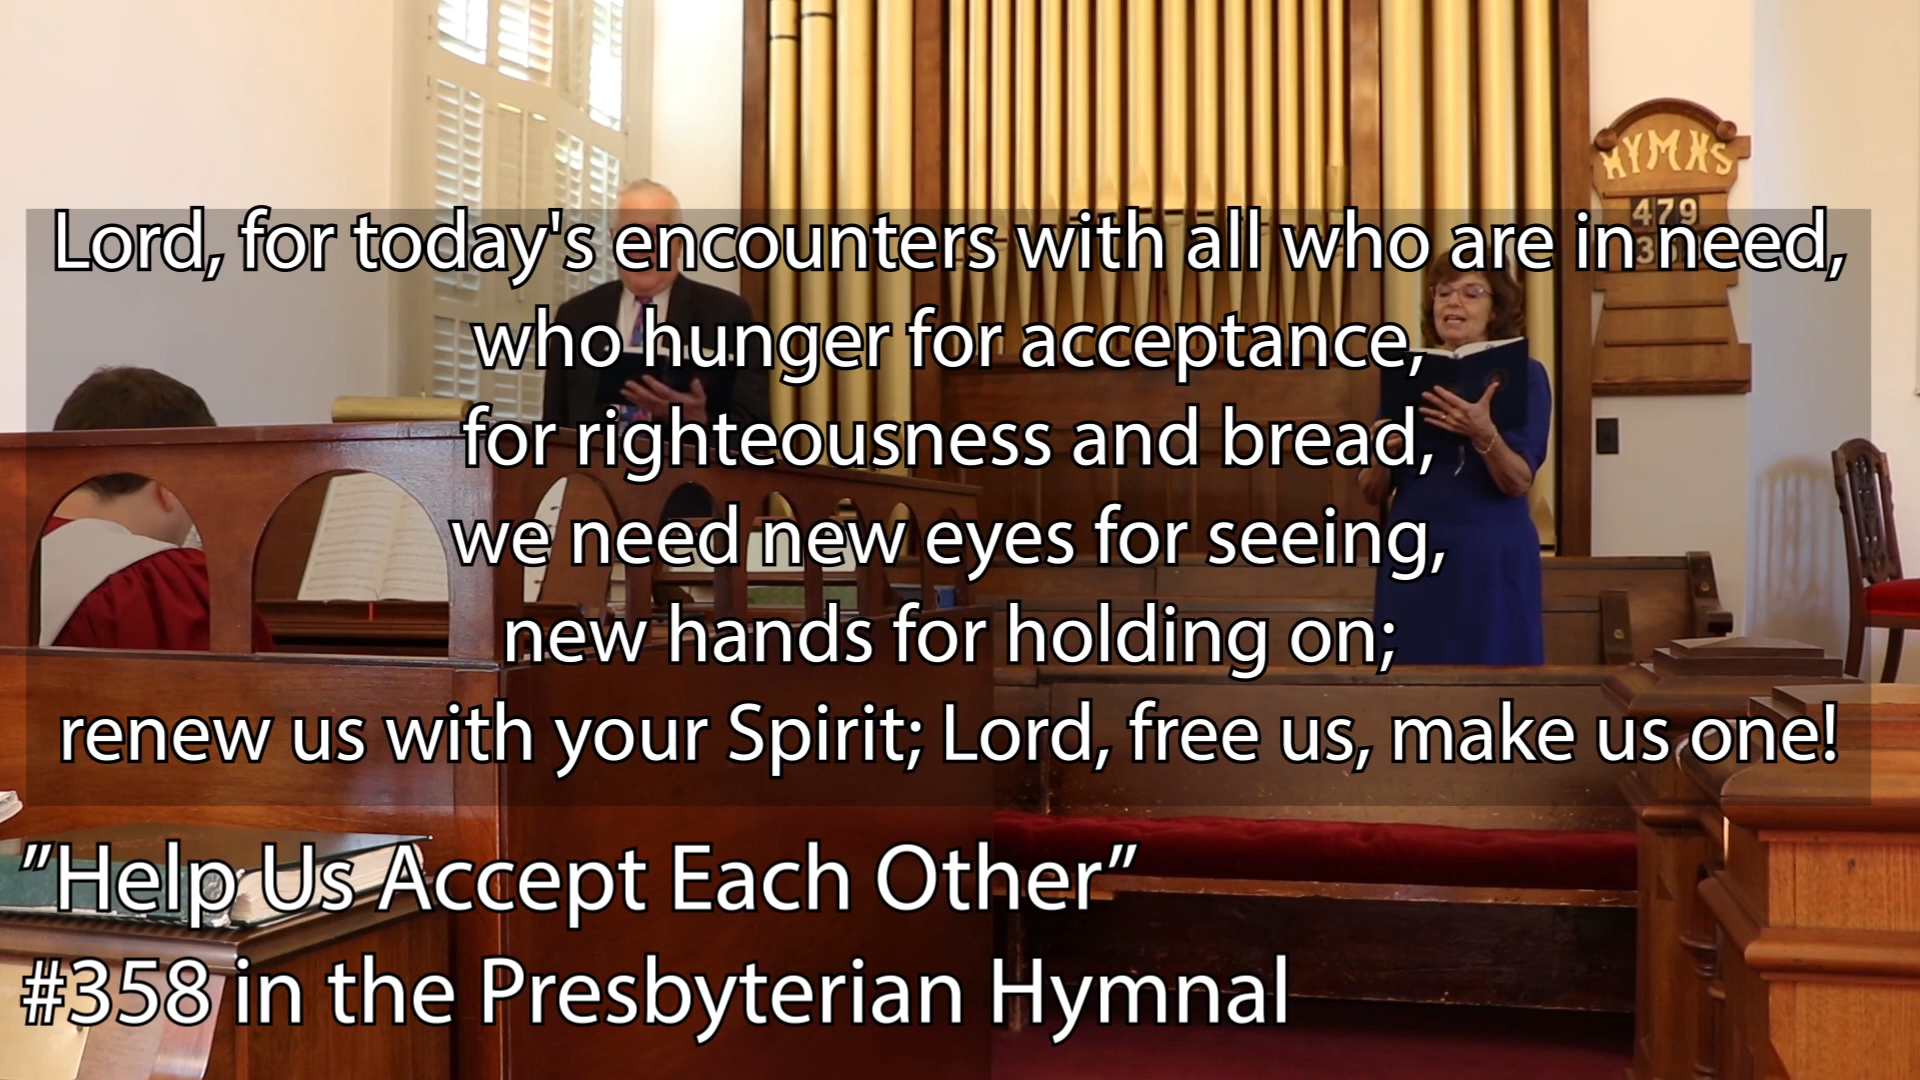 HYMNS
479
Lord, for today's encounters with all who are in need,
who hunger for acceptance,
for righteousness and bread,
we need new eyes for seeing,
new hands for holding on;
renew us with your Spirit; Lord, free us, make us one!
"Help Us Accept Each Other"
#358 in the Presbyterian Hymnal